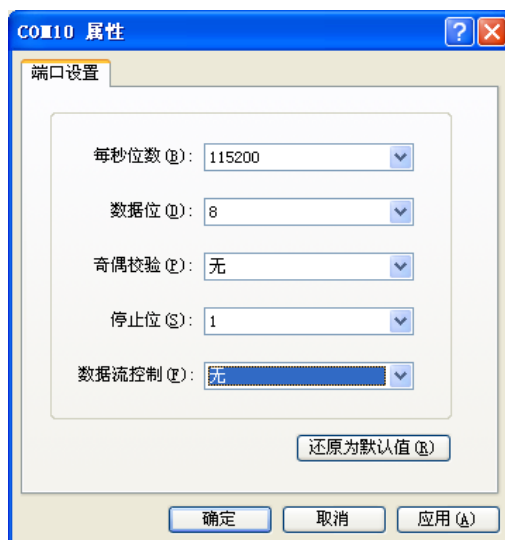 COM10 属性
端口设置
每秒位数(B): 115200
数据位(D): 8
奇偶校验(P): 无
停止位(S): 1
数据流控制(F): 无
还原为默认值(R)
确定 取消 应用(A)